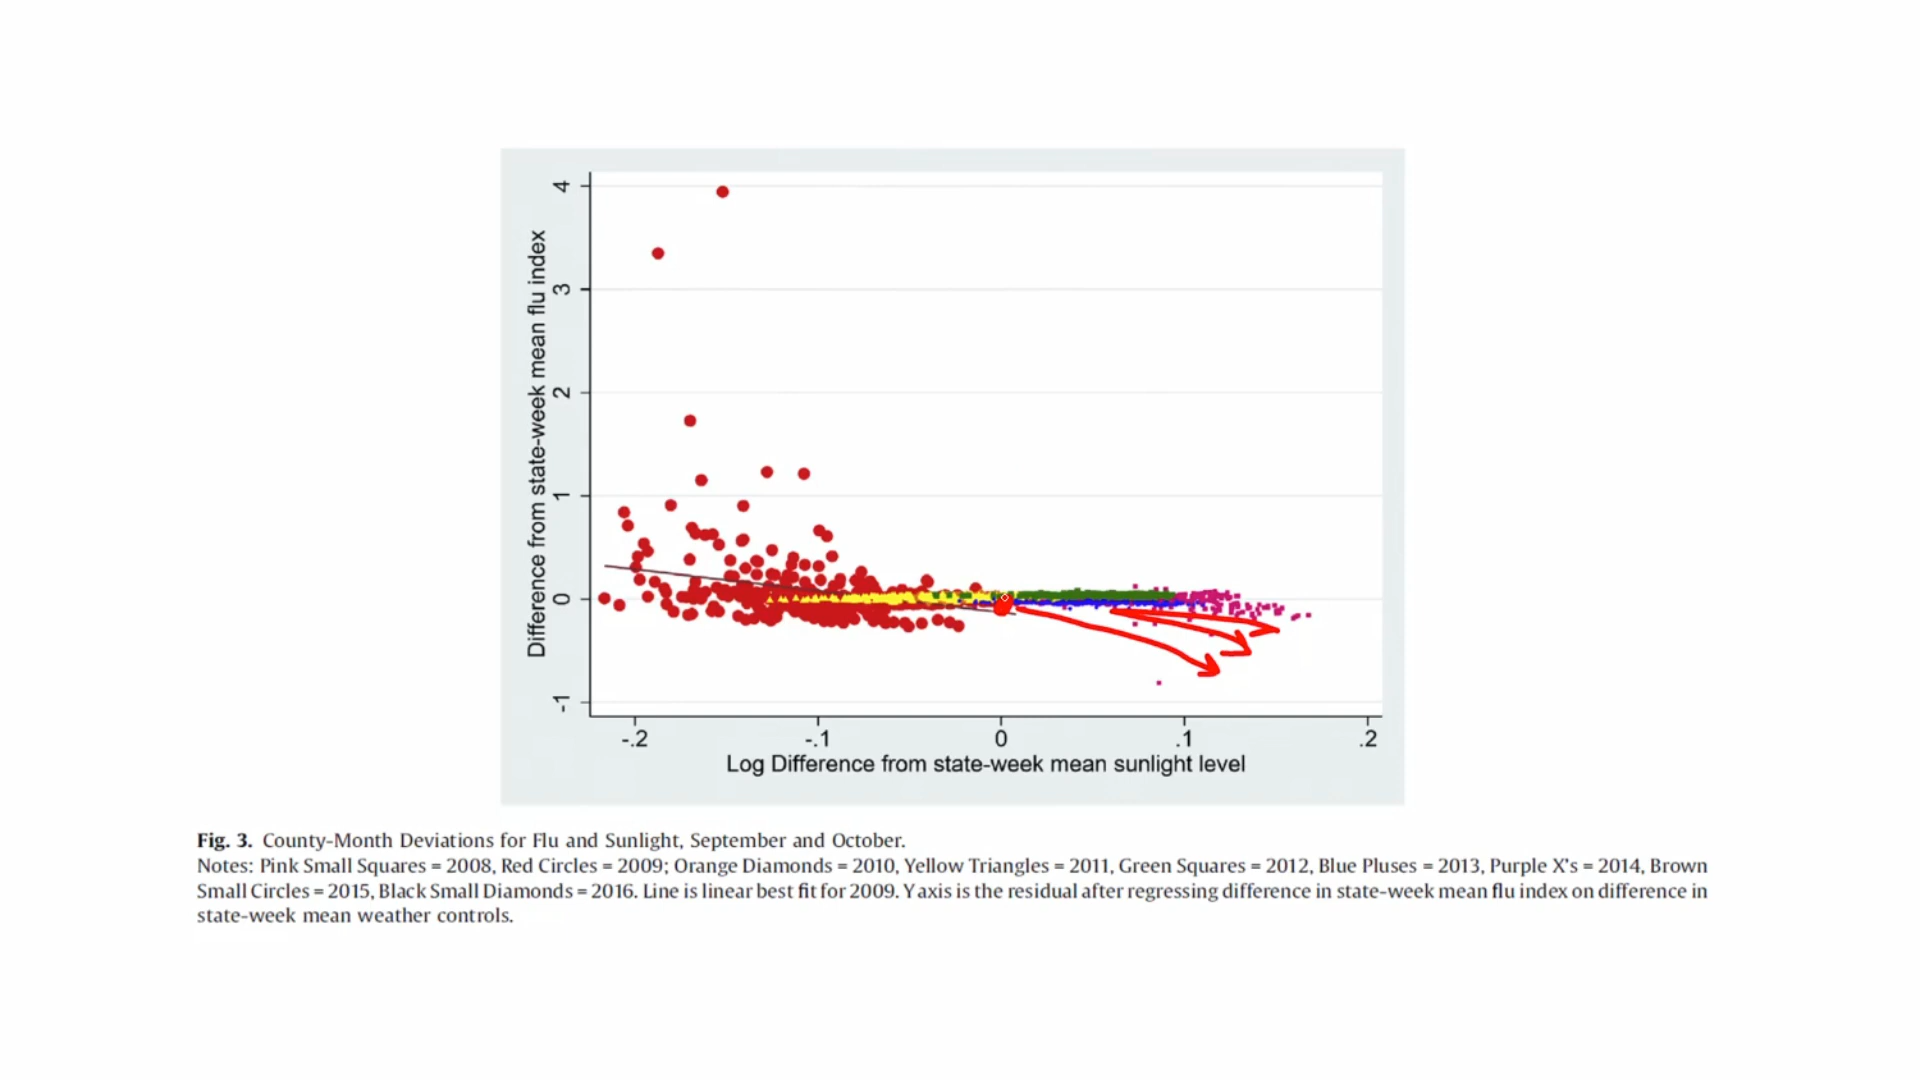 4
3
2
1
0
-1
Difference from state-week mean flu index
-.2 -.1 0 .1 .2
Log Difference from state-week mean sunlight level
Fig. 3. County-Month Deviations for Flu and Sunlight, September and October.
Notes: Pink Small Squares = 2008, Red Circles = 2009; Orange Diamonds = 2010, Yellow Triangles = 2011, Green Squares = 2012, Blue Pluses = 2013, Purple X's = 2014, Brown
Small Circles = 2015, Black Small Diamonds = 2016. Line is linear best fit for 2009. Y axis is the residual after regressing difference in state-week mean flu index on difference in
state-week mean weather controls.